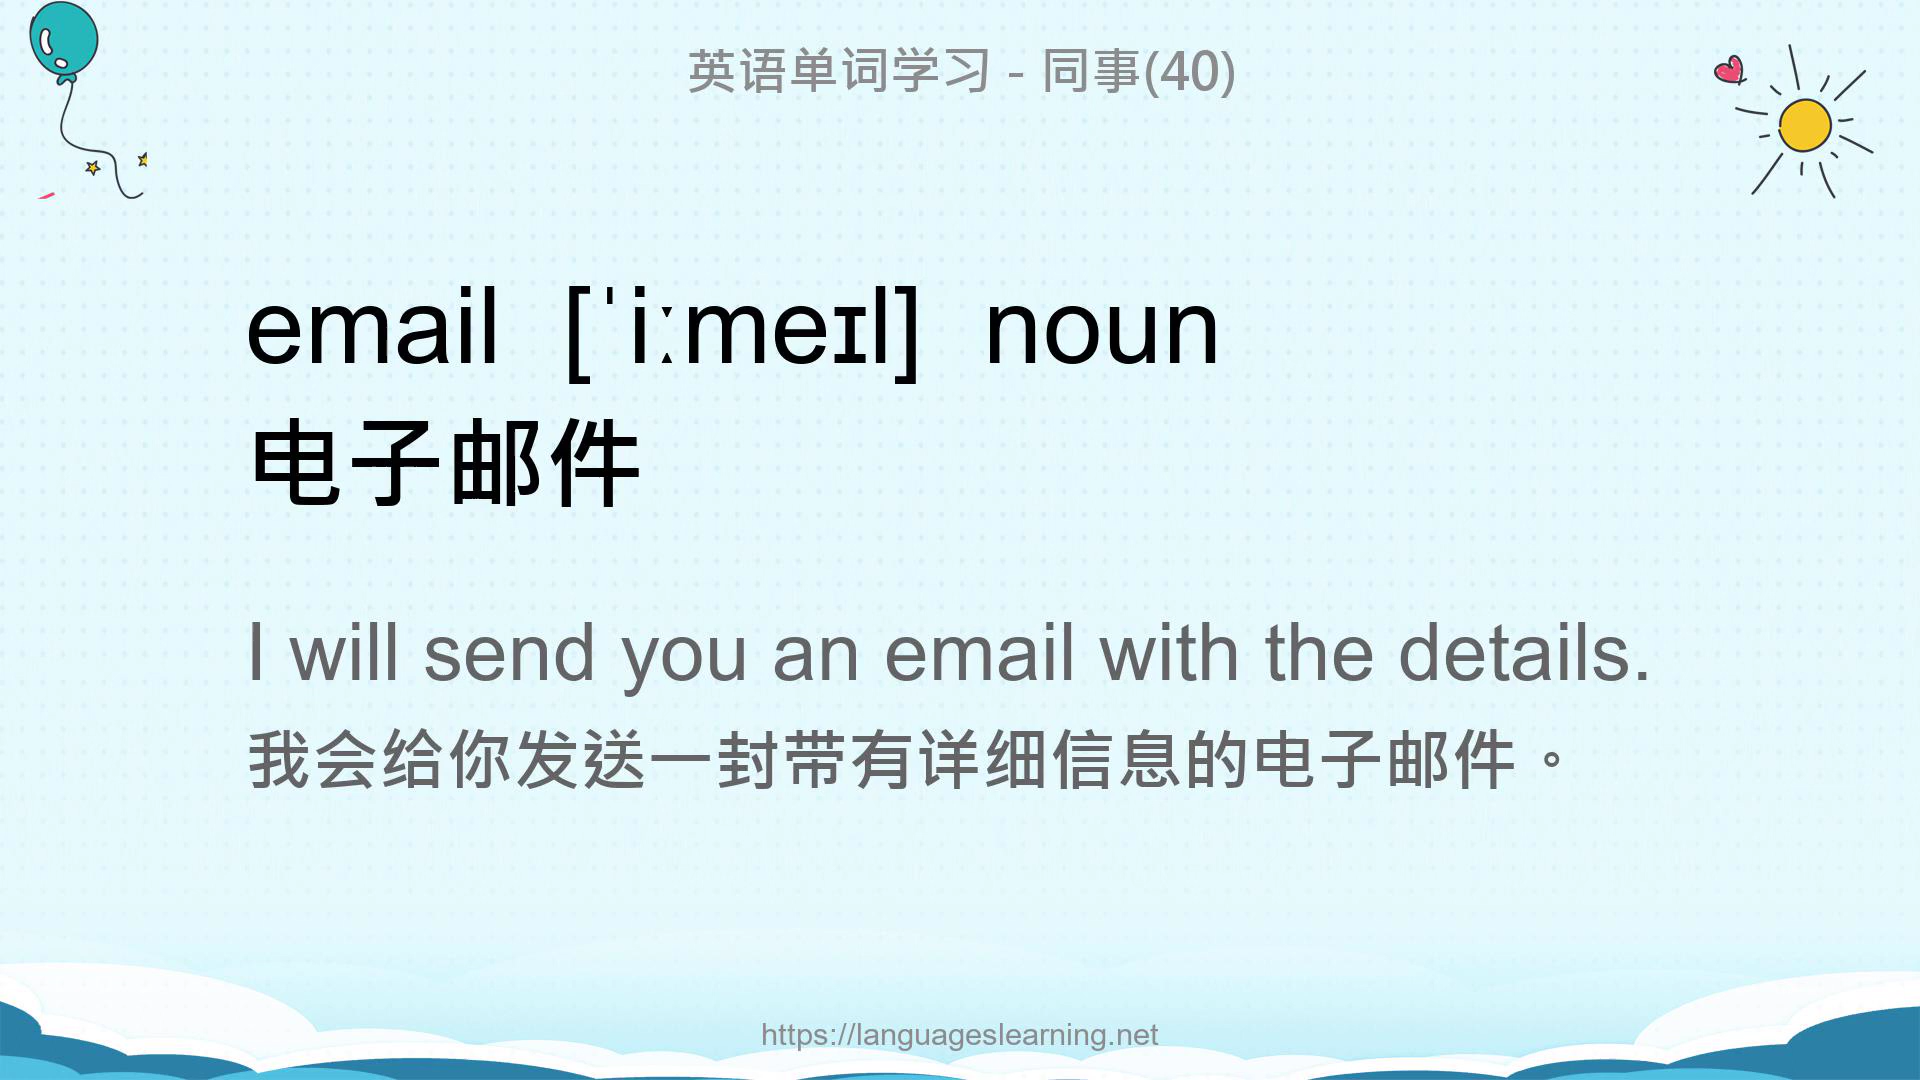 英语单词学习 - 同事(40)
email [ˈiːmeɪl] noun
电子邮件
I will send you an email with the details.
我会给你发送一封带有详细信息的电子邮件。
https://languageslearning.net